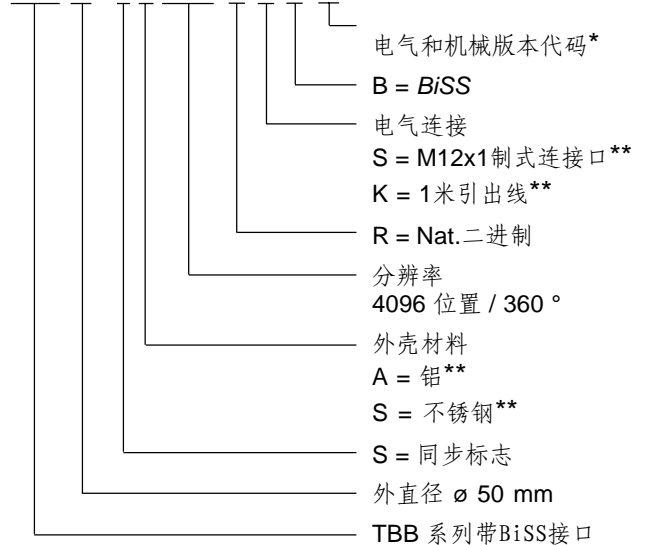 电气和机械版本代码*
B = BiSS
电气连接
S = M12x1制式连接口**
K = 1米引出线**
R = Nat.二进制
分辨率
4096 位置 / 360 °
外壳材料
A = 铝**
S = 不锈钢**
S = 同步标志
外直径 ø 50 mm
TBB 系列带BiSS接口